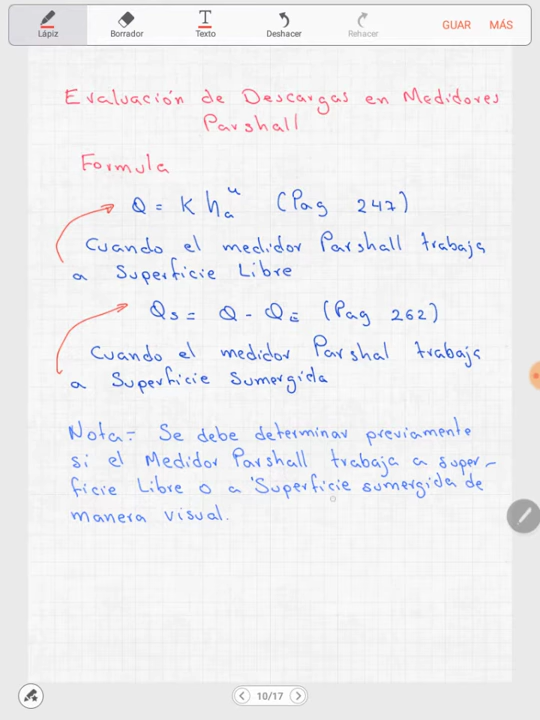 Lápiz Borrador Texto Deshacer Rehacer GUAR MÁS
Evaluación de Descargas en Medidores
Parshall
Formula
Q = K hₐᵘ (Pag 247)
Cuando el medidor Parshall trabaja
a Superficie Libre
Qs = Q - QE (Pag 262)
Cuando el medidor Parshal trabaja
a Superficie Sumergida
Nota:- Se debe determinar previamente
si el Medidor Parshall trabaja a super-
ficie Libre o a Superficie sumergida de
manera visual.
10/17